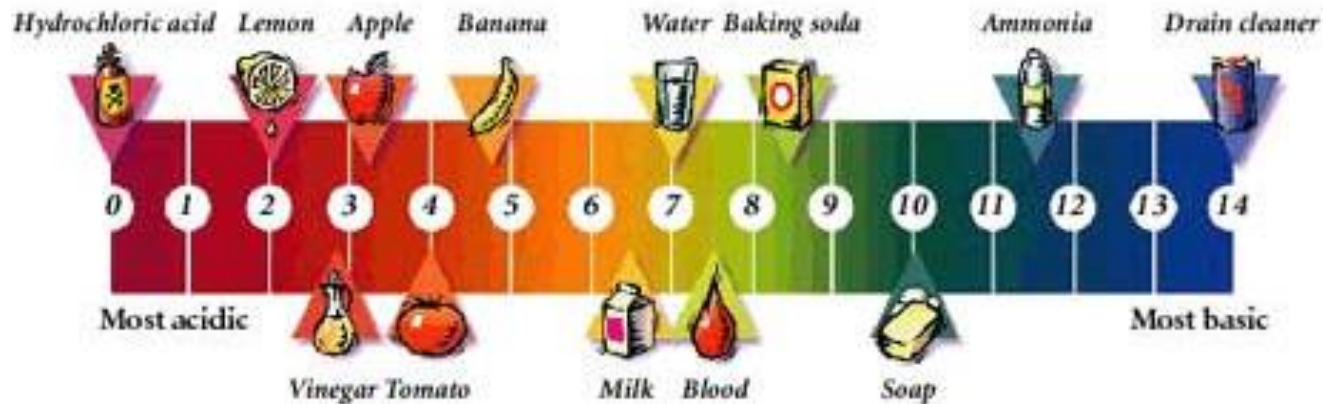 Hydrochloric acid Lemon Apple Banana Water Baking soda Ammonia Drain cleaner
0 1 2 3 4 5 6 7 8 9 10 11 12 13 14
Most acidic Most basic
Vinegar Tomato Milk Blood Soap